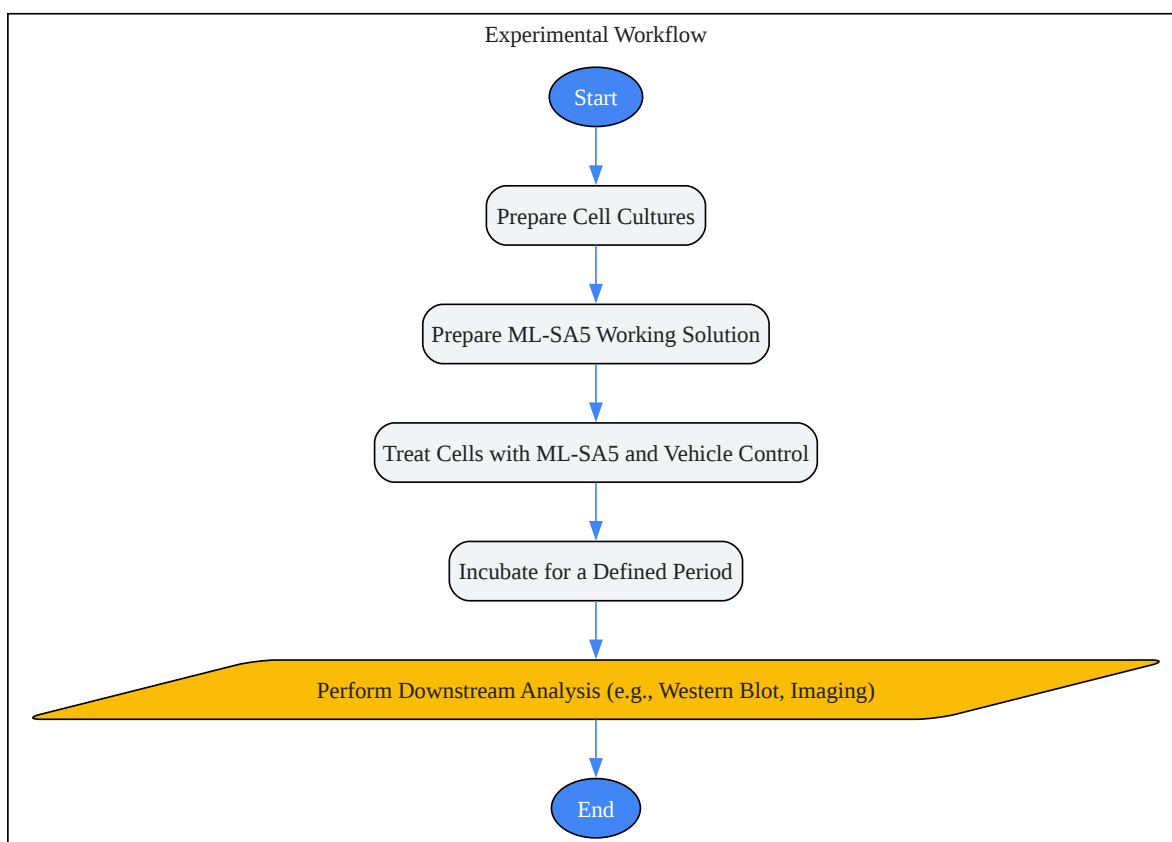 Experimental Workflow
Start
Prepare Cell Cultures
Prepare ML-SA5 Working Solution
Treat Cells with ML-SA5 and Vehicle Control
Incubate for a Defined Period
Perform Downstream Analysis (e.g., Western Blot, Imaging)
End